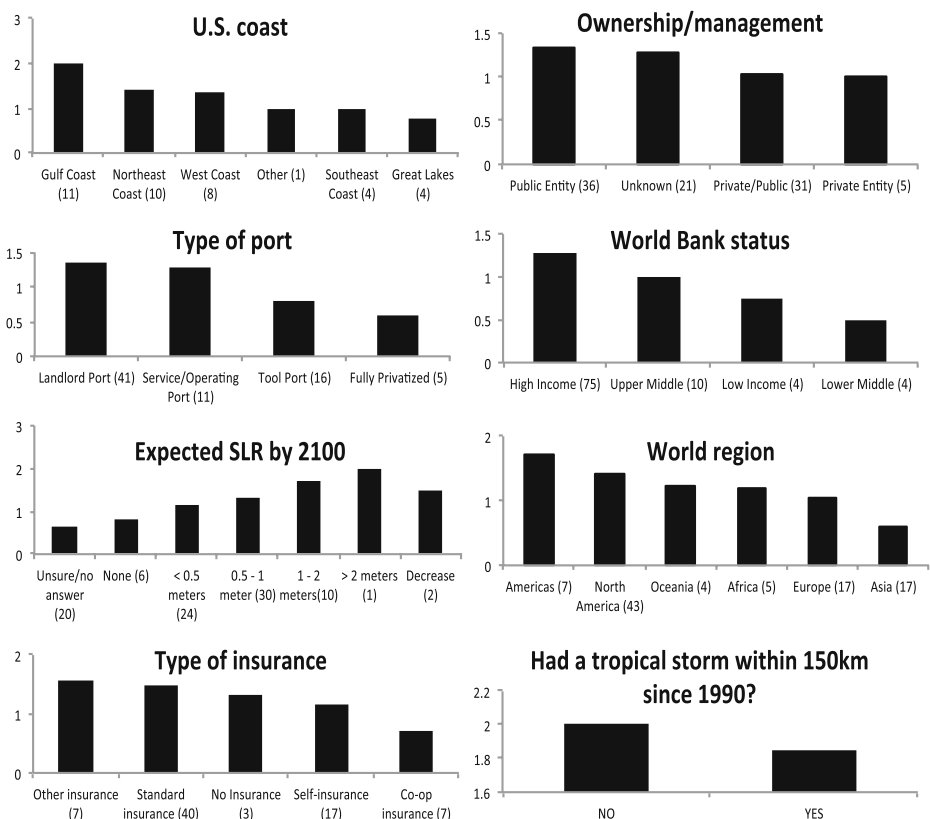 U.S. coast
3
2
1
0
Gulf Coast Northeast West Coast Other (1) Southeast Great Lakes
(11) Coast (10) (8) Coast (4) (4)
Ownership/management
1.5
1
0.5
0
Public Entity (36) Unknown (21) Private/Public (31) Private Entity (5)
Type of port
1.5
1
0.5
0
Landlord Port (41) Service/Operating Tool Port (16) Fully Privatized (5)
Port (11)
World Bank status
1.5
1
0.5
0
High Income (75) Upper Middle (10) Low Income (4) Lower Middle (4)
Expected SLR by 2100
3
2
1
0
Unsure/no None (6) < 0.5 0.5 - 1 1 - 2 > 2 meters Decrease
answer meters meter (30) meters(10) (1) (2)
(20) (24)
World region
2
1
0
Americas (7) North Oceania (4) Africa (5) Europe (17) Asia (17)
America (43)
Type of insurance
2
1
0
Other insurance Standard No Insurance Self-insurance Co-op
(7) insurance (40) (3) (17) insurance (7)
Had a tropical storm within 150km
since 1990?
2.2
2
1.8
1.6
NO YES